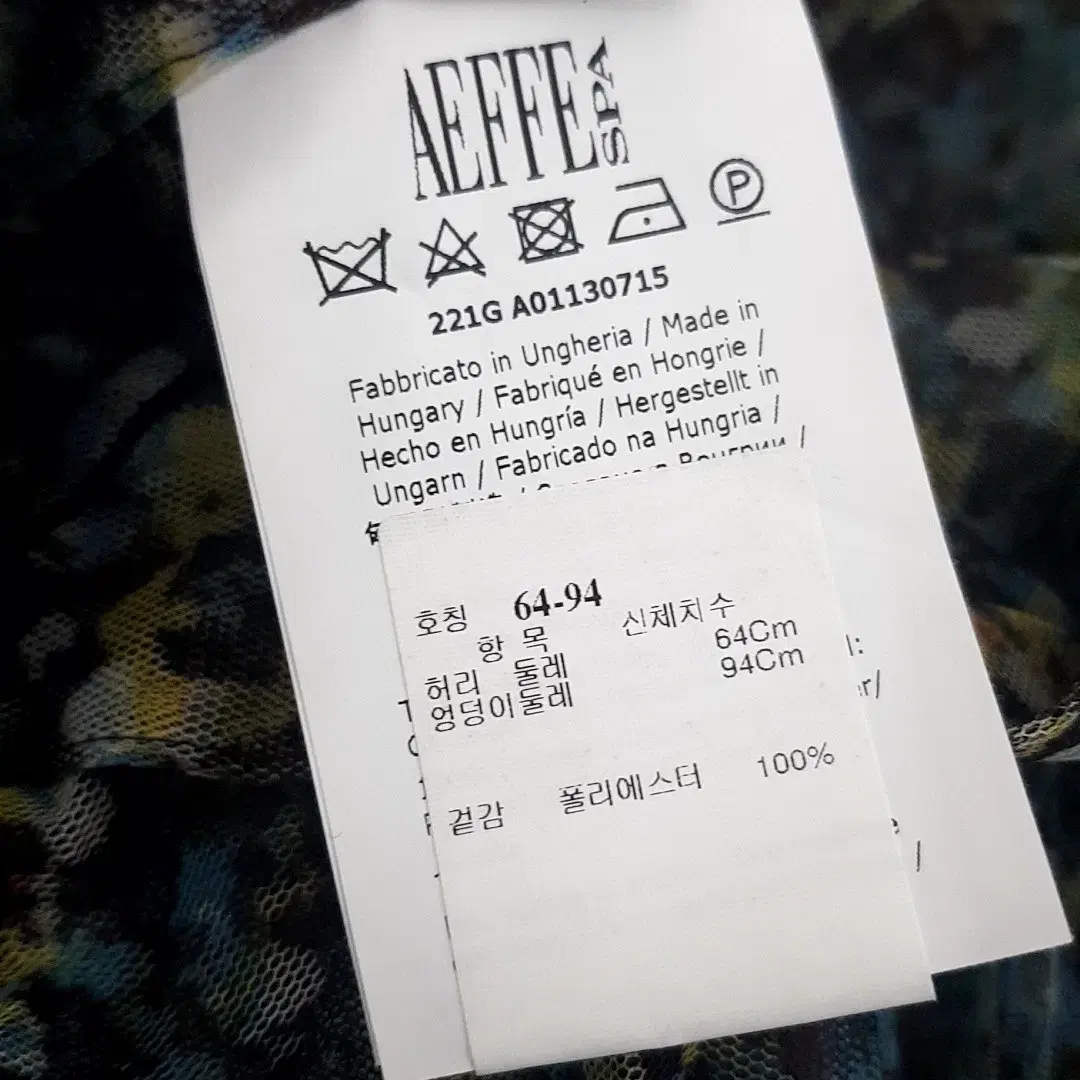 AEFFE SPA
P
221G A01130715
Fabbricato in Ungheria / Made in
Hungary / Fabriqué en Hongrie /
Hecho en Hungría / Hergestellt in
Ungarn / Fabricado na Hungria /
호칭 64-94
항 목 신체치수
허리 둘레 64Cm
엉덩이둘레 94Cm
겉감 폴리에스터 100%